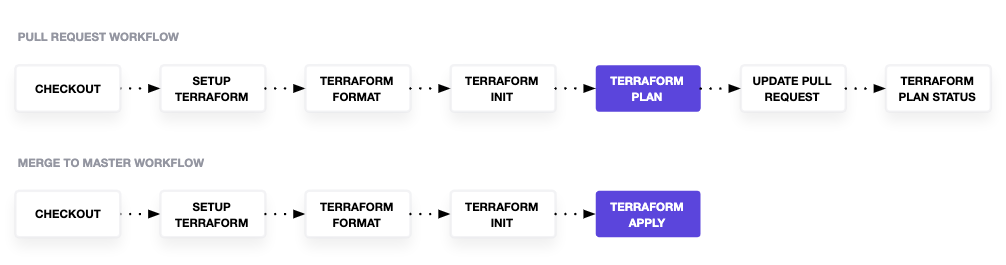 PULL REQUEST WORKFLOW
CHECKOUT
SETUP
TERRAFORM
TERRAFORM
FORMAT
TERRAFORM
INIT
TERRAFORM
PLAN
UPDATE PULL
REQUEST
TERRAFORM
PLAN STATUS
MERGE TO MASTER WORKFLOW
CHECKOUT
SETUP
TERRAFORM
TERRAFORM
FORMAT
TERRAFORM
INIT
TERRAFORM
APPLY